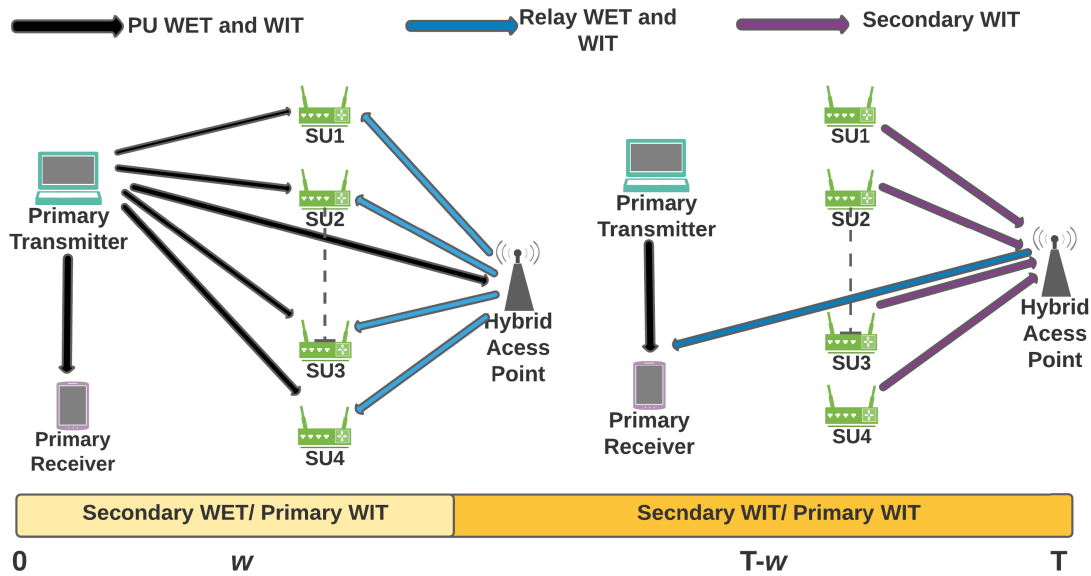 PU WET and WIT
Relay WET and
WIT
Secondary WIT
SU1
SU2
SU3
SU4
Primary
Transmitter
Primary
Receiver
Hybrid
Acess
Point
SU1
SU2
SU3
SU4
Primary
Transmitter
Primary
Receiver
Hybrid
Acess
Point
Secondary WET/ Primary WIT
Secndary WIT/ Primary WIT
0
w
T-w
T